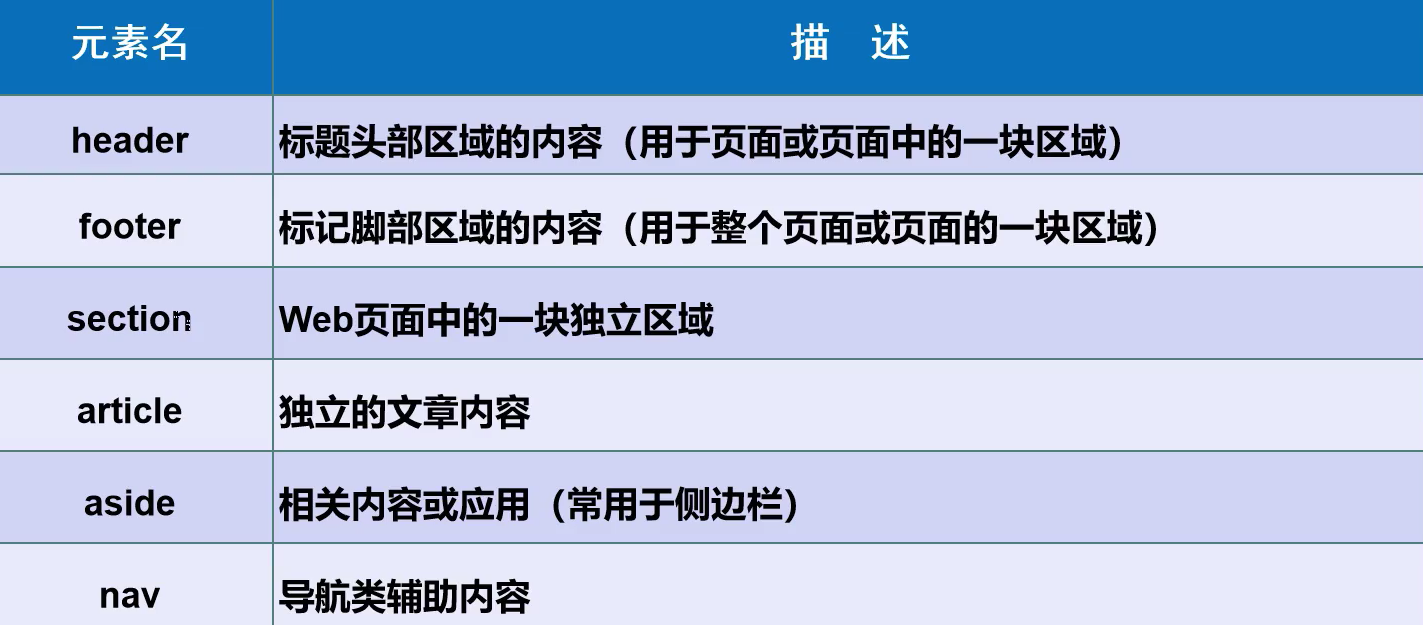 元素名 描 述
header 标题头部区域的内容（用于页面或页面中的一块区域）
footer 标记脚部区域的内容（用于整个页面或页面的一块区域）
section Web页面中的一块独立区域
article 独立的文章内容
aside 相关内容或应用（常用于侧边栏）
nav 导航类辅助内容